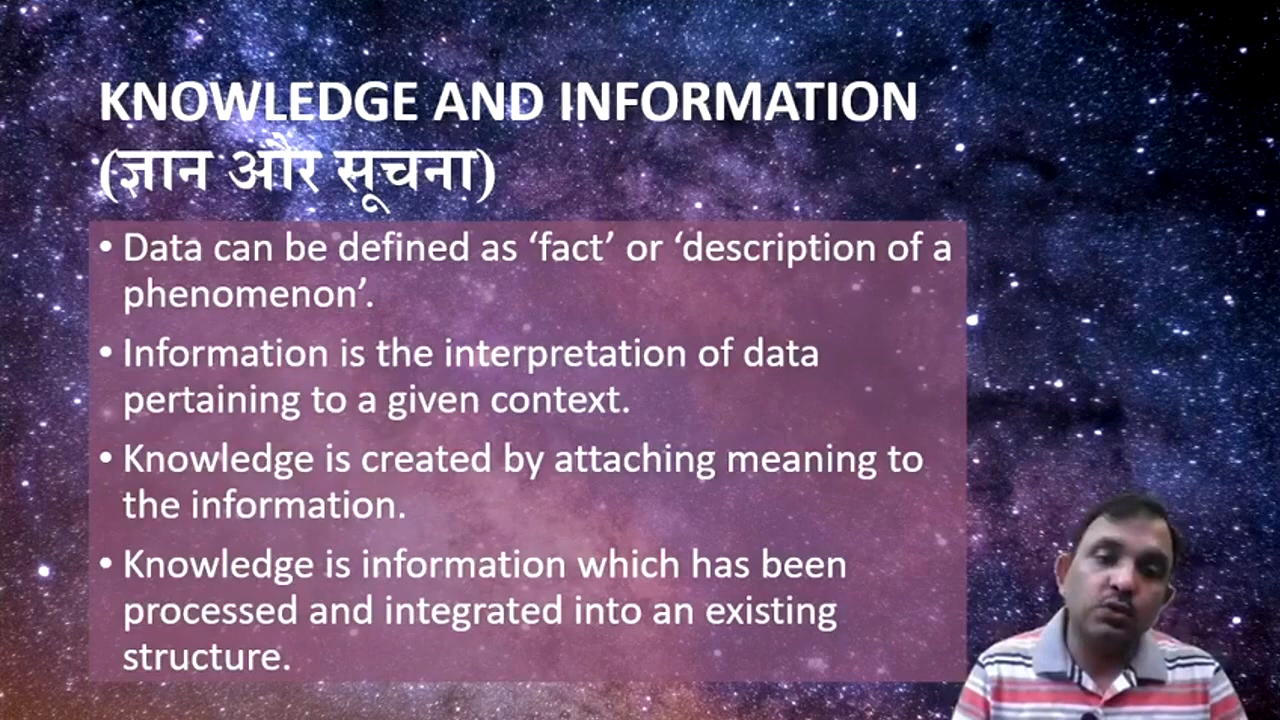 KNOWLEDGE AND INFORMATION
(ज्ञान और सूचना)
• Data can be defined as ‘fact’ or ‘description of a
phenomenon’.
• Information is the interpretation of data
pertaining to a given context.
• Knowledge is created by attaching meaning to
the information.
• Knowledge is information which has been
processed and integrated into an existing
structure.